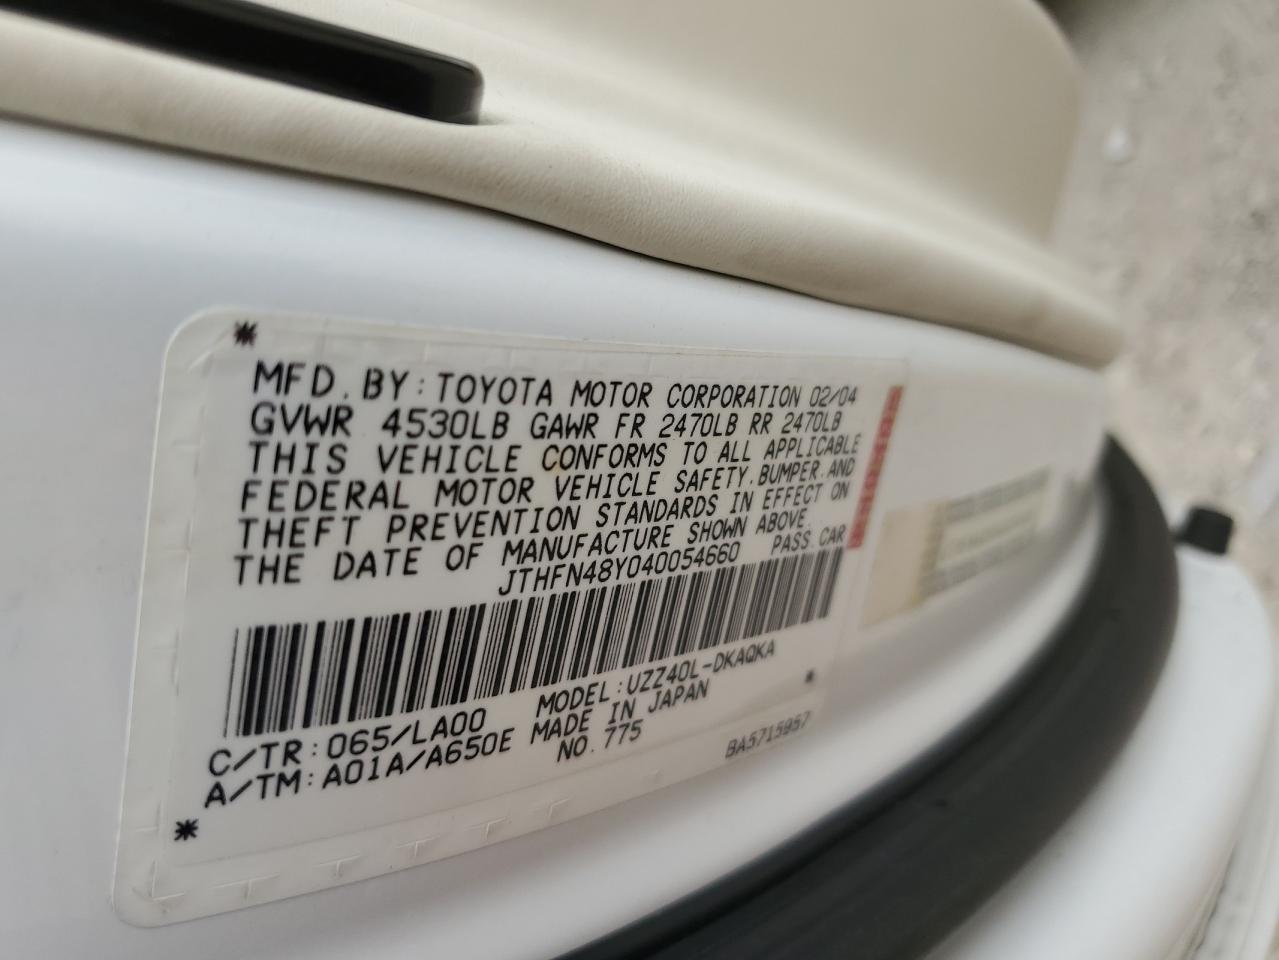 MFD. BY: TOYOTA MOTOR CORPORATION 02/04
GVWR 4530LB GAWR FR 2470LB RR 2470LB
THIS VEHICLE CONFORMS TO ALL APPLICABLE
FEDERAL MOTOR VEHICLE SAFETY, BUMPER AND
THEFT PREVENTION STANDARDS IN EFFECT ON
THE DATE OF MANUFACTURE SHOWN ABOVE.
JTHFN48Y040054660 PASS. CAR
C/TR: 065/LA00 MODEL: UZZ40L-DKAQKA
A/TM: A01A/A650E MADE IN JAPAN
NO. 775 BA5715957